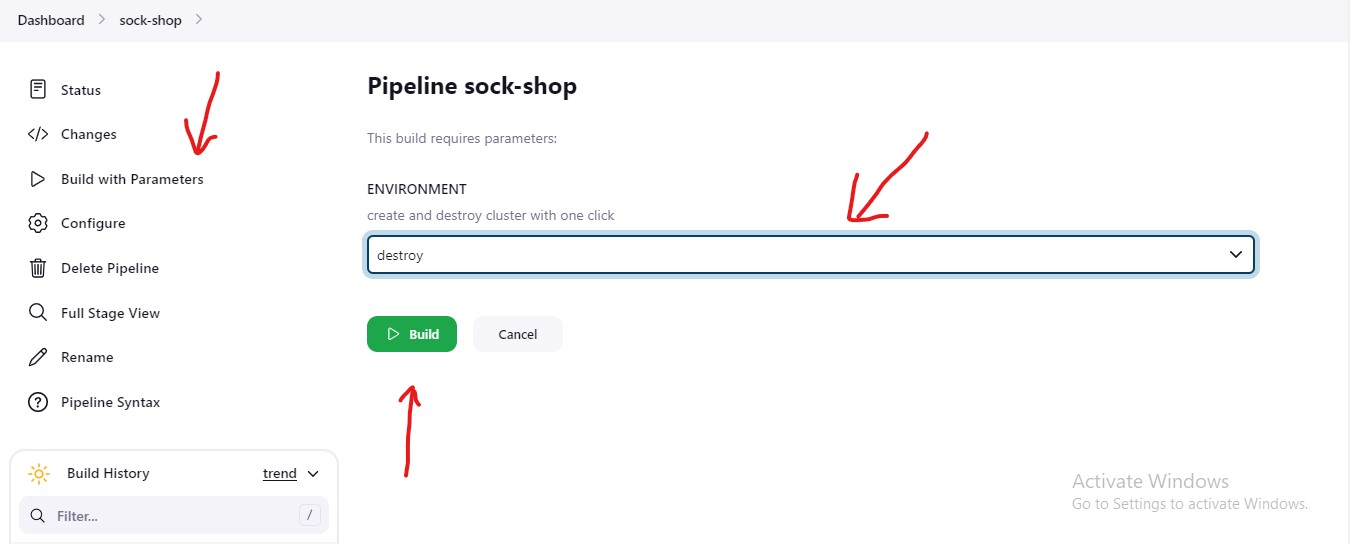 Dashboard
sock-shop
Status
Changes
Build with Parameters
Configure
Delete Pipeline
Full Stage View
Rename
Pipeline Syntax
Build History
trend
Filter...
/
Pipeline sock-shop
This build requires parameters:
ENVIRONMENT
create and destroy cluster with one click
destroy
Build
Cancel
Activate Windows
Go to Settings to activate Windows.